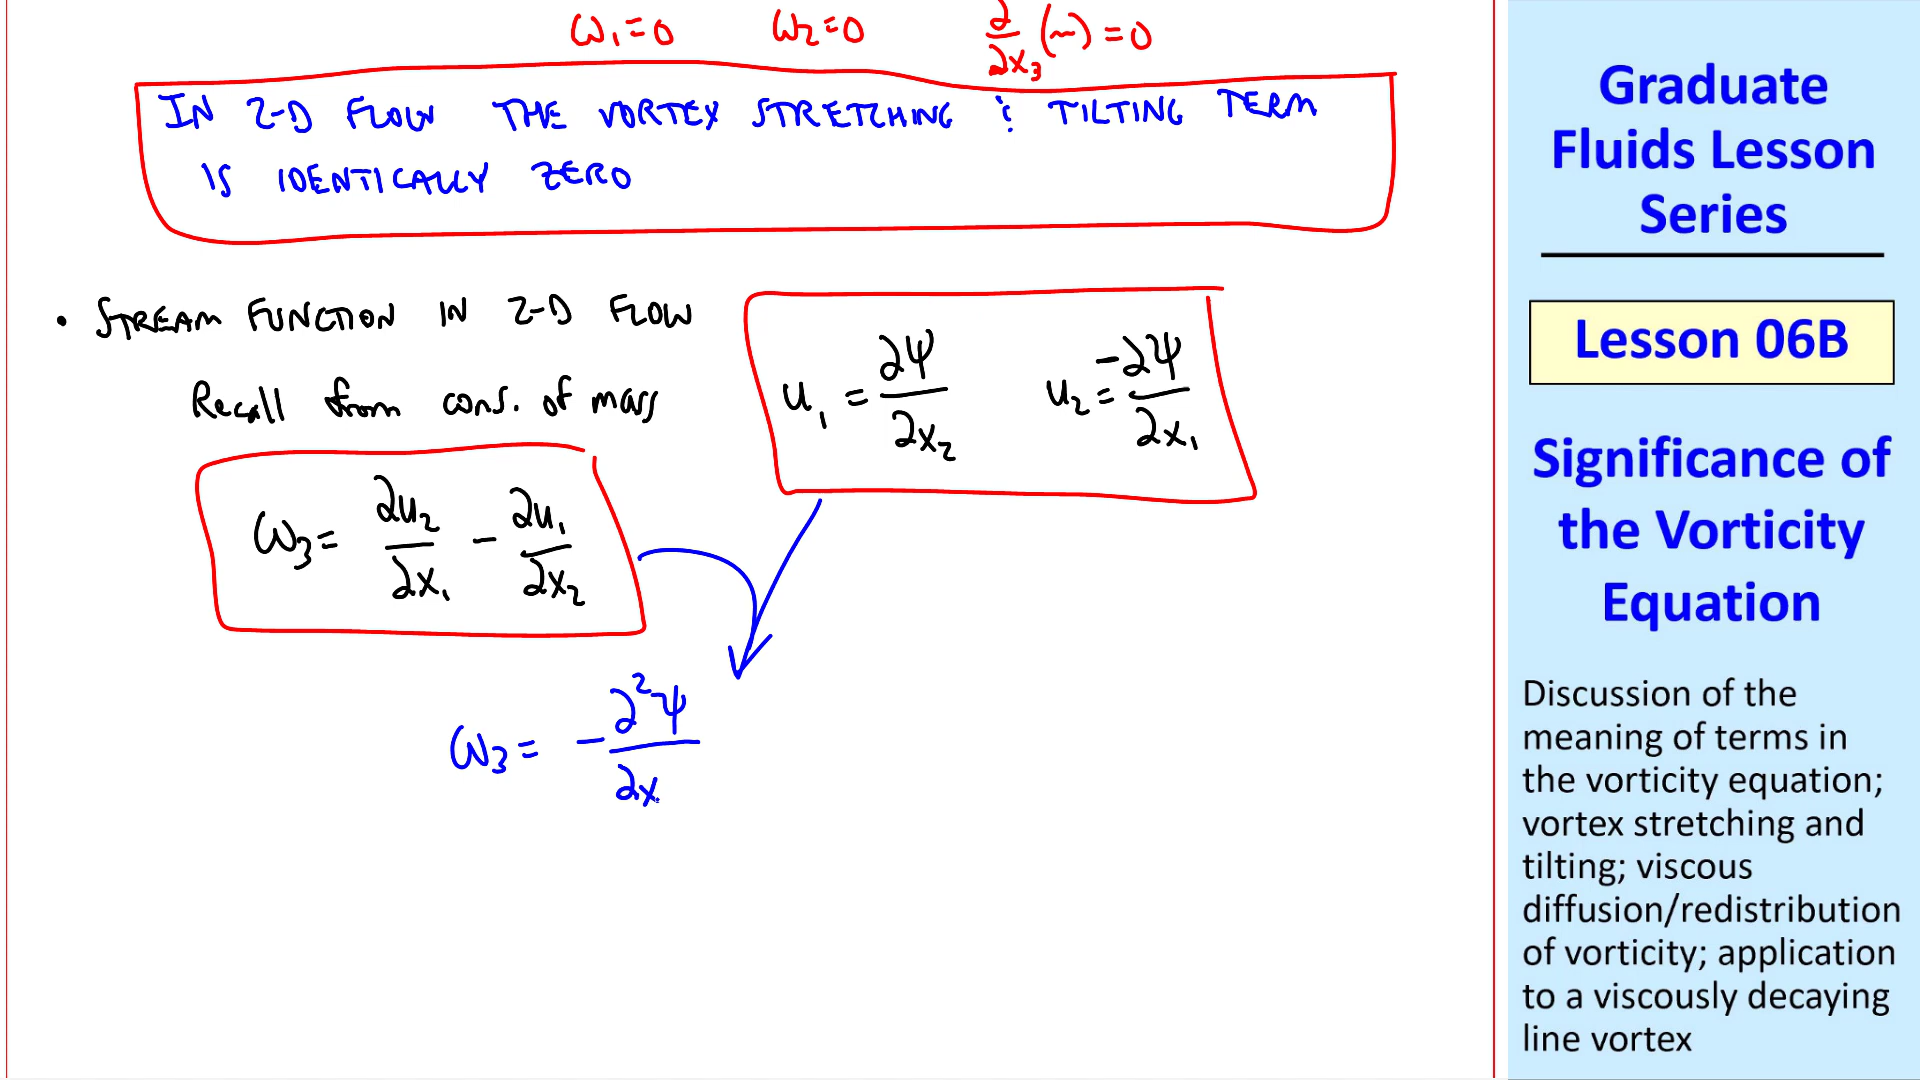 ω₁=0 ω₂=0 ∂/∂x₃ (~) = 0
IN 2-D FLOW THE VORTEX STRETCHING & TILTING TERM
IS IDENTICALLY ZERO
• STREAM FUNCTION IN 2-D FLOW
Recall from cons. of mass
u₁ = ∂ψ/∂x₂ u₂ = -∂ψ/∂x₁
ω₃ = ∂u₂/∂x₁ - ∂u₁/∂x₂
ω₃ = -∂²ψ/∂x
Graduate
Fluids Lesson
Series
Lesson 06B
Significance of
the Vorticity
Equation
Discussion of the
meaning of terms in
the vorticity equation;
vortex stretching and
tilting; viscous
diffusion/redistribution
of vorticity; application
to a viscously decaying
line vortex